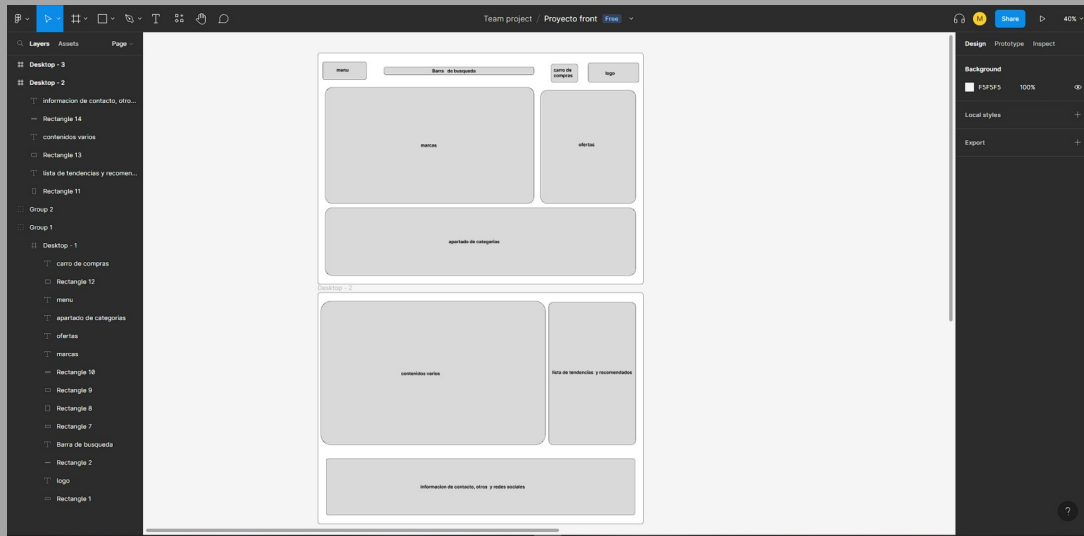 Team project / Proyecto front Free
M
Share
40%
Layers Assets Page
Desktop - 3
Desktop - 2
informacion de contacto, otro...
Rectangle 14
contenidos varios
Rectangle 13
lista de tendencias y recomen...
Rectangle 11
Group 2
Group 1
Desktop - 1
carro de compras
Rectangle 12
menu
apartado de categorias
ofertas
marcas
Rectangle 10
Rectangle 9
Rectangle 8
Rectangle 7
Barra de busqueda
Rectangle 2
logo
Rectangle 1
menu
Barra de busqueda
carro de
compras
logo
marcas
ofertas
apartado de categorias
Desktop - 2
contenidos varios
lista de tendencias y recomendados
informacion de contacto, otros y redes sociales
Design Prototype Inspect
Background
F5F5F5 100%
Local styles
Export
?